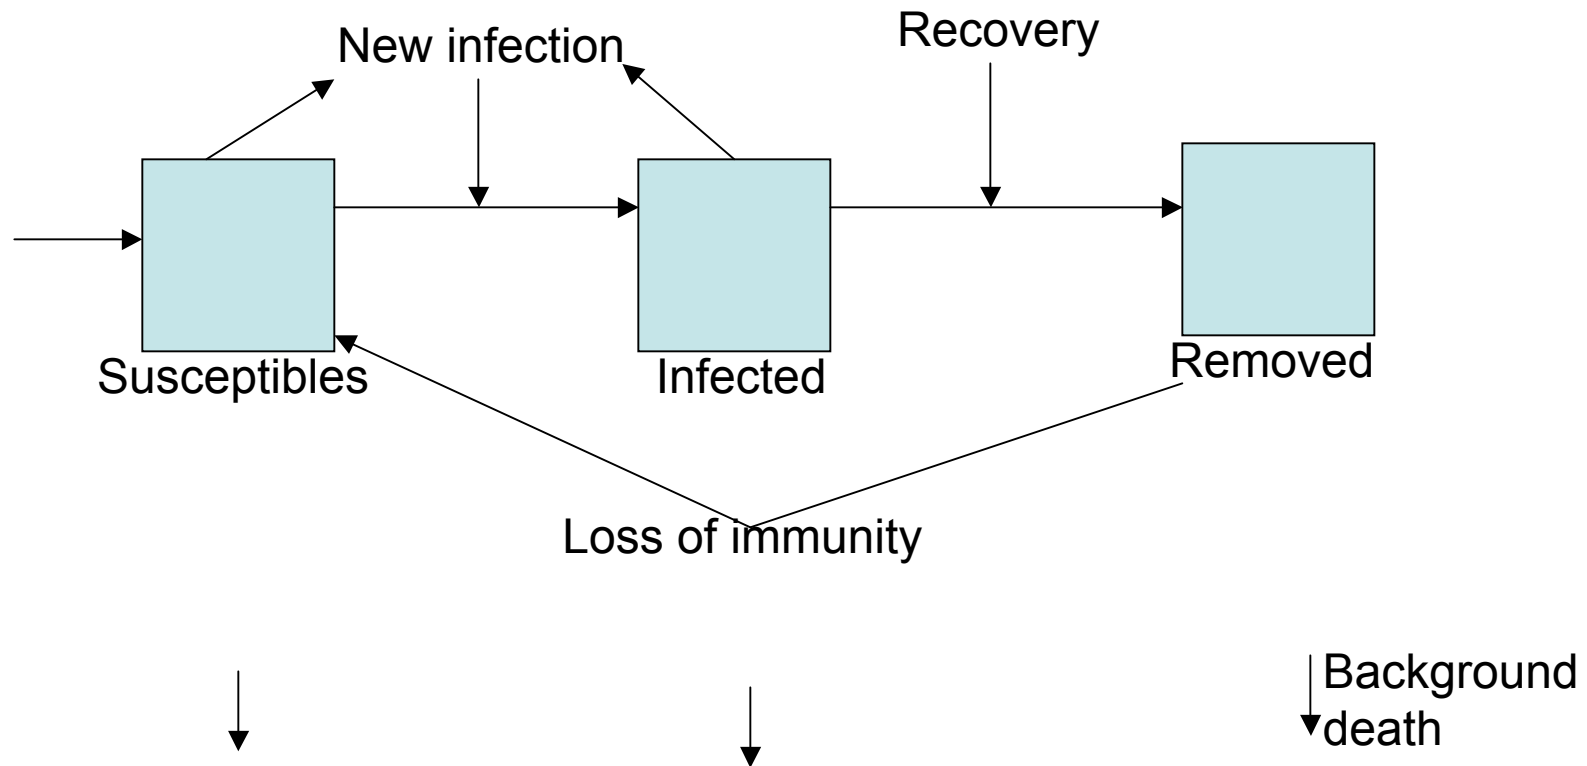 New infection
Recovery
Susceptibles
Infected
Removed
Loss of immunity
Background
death